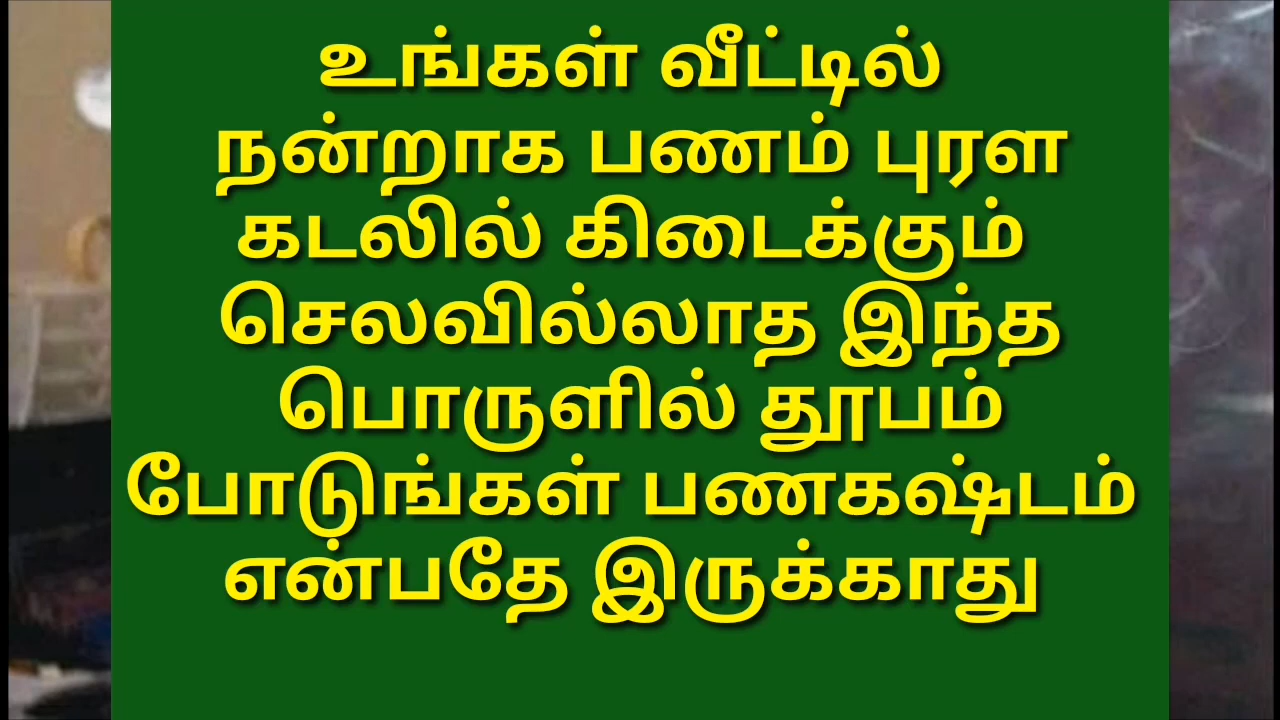 உங்கள் வீட்டில்
நன்றாக பணம் புரள
கடலில் கிடைக்கும்
செலவில்லாத இந்த
பொருளில் தூபம்
போடுங்கள் பணகஷ்டம்
என்பதே இருக்காது